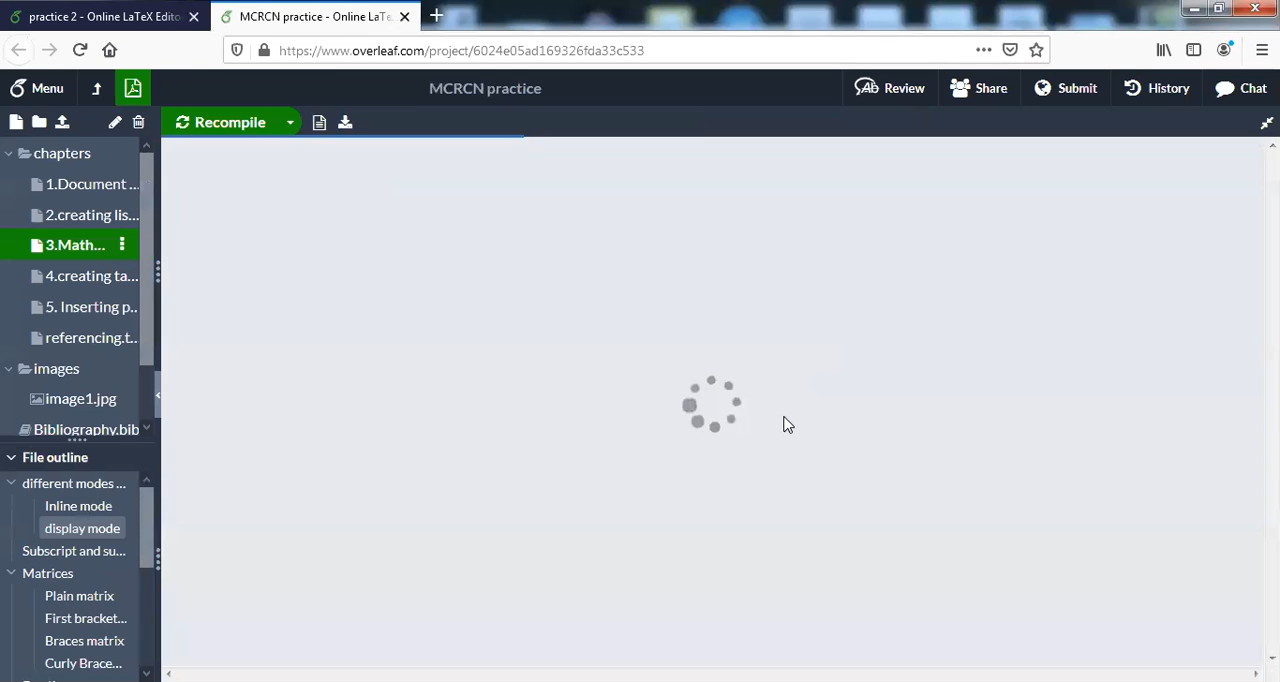 practice 2 - Online LaTeX Edito
MCRCN practice - Online LaTe
https://www.overleaf.com/project/6024e05ad169326fda33c533
Menu
MCRCN practice
Review
Share
Submit
History
Chat
Recompile
chapters
1.Document ...
2.creating lis...
3.Math...
4.creating ta...
5. Inserting p...
referencing.t...
images
image1.jpg
Bibliography.bib
File outline
different modes ...
Inline mode
display mode
Subscript and su...
Matrices
Plain matrix
First bracket...
Braces matrix
Curly Brace...